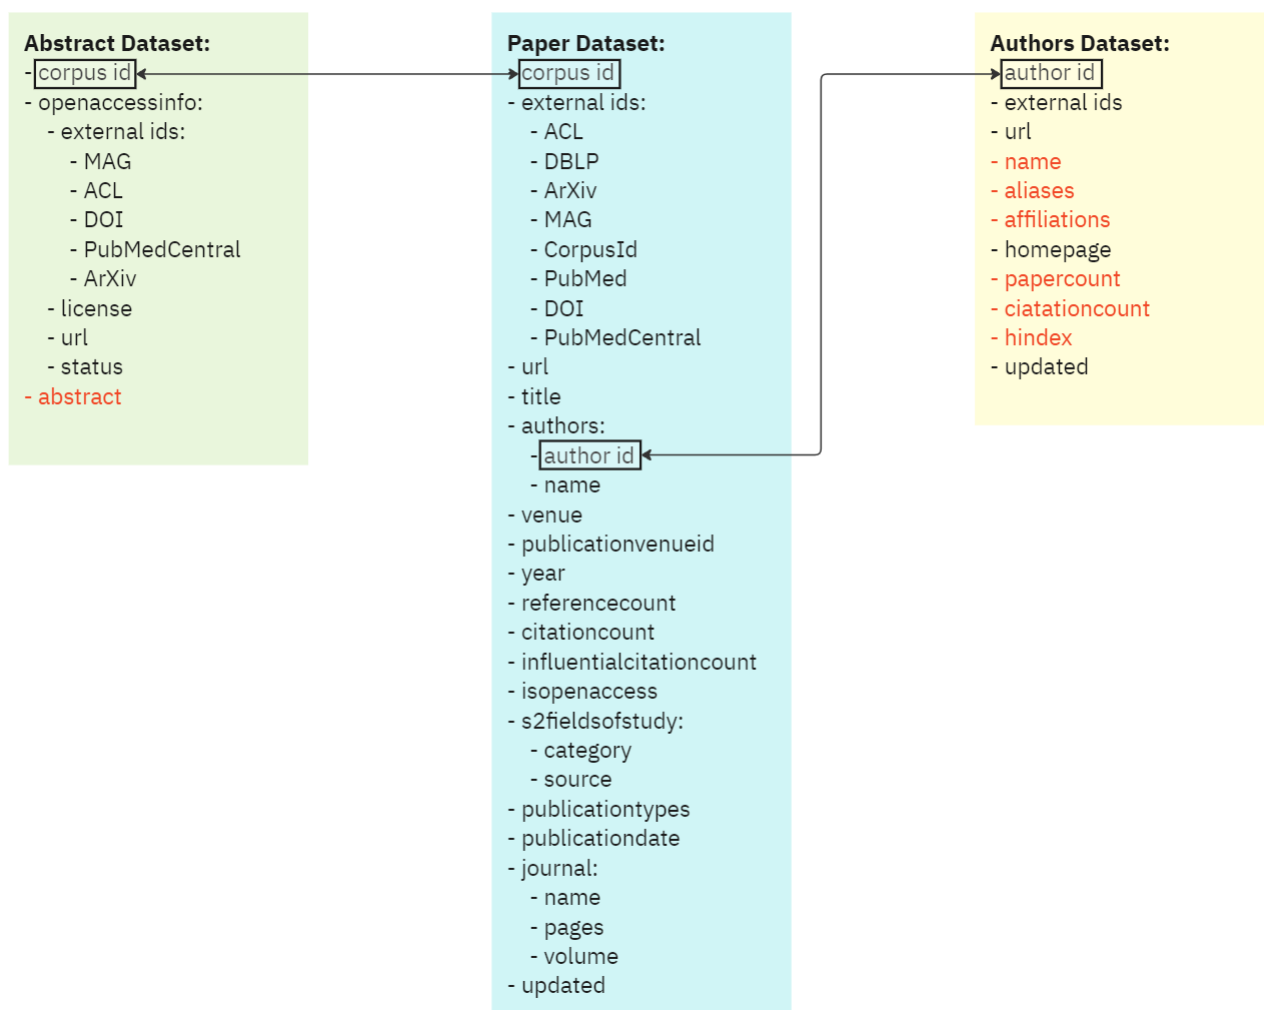 Abstract Dataset:
- corpus id
- openaccessinfo:
- external ids:
- MAG
- ACL
- DOI
- PubMedCentral
- ArXiv
- license
- url
- status
- abstract
Paper Dataset:
corpus id
- external ids:
- ACL
- DBLP
- ArXiv
- MAG
- CorpusId
- PubMed
- DOI
- PubMedCentral
- url
- title
- authors:
- author id
- name
- venue
- publicationvenueid
- year
- referencecount
- citationcount
- influentialcitationcount
- isopenaccess
- s2fieldsofstudy:
- category
- source
- publicationtypes
- publicationdate
- journal:
- name
- pages
- volume
- updated
Authors Dataset:
author id
- external ids
- url
- name
- aliases
- affiliations
- homepage
- papercount
- ciatationcount
- hindex
- updated